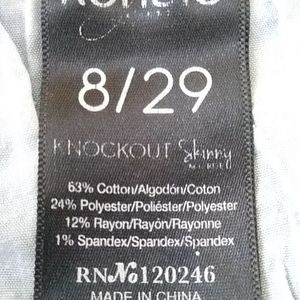 8/29
KNOCKOUT Skinny
63% Cotton/Algodón/Coton
24% Polyester/Poliéster/Polyester
12% Rayon/Rayón/Rayonne
1% Spandex/Spandex/Spandex
RNNo120246
MADE IN CHINA